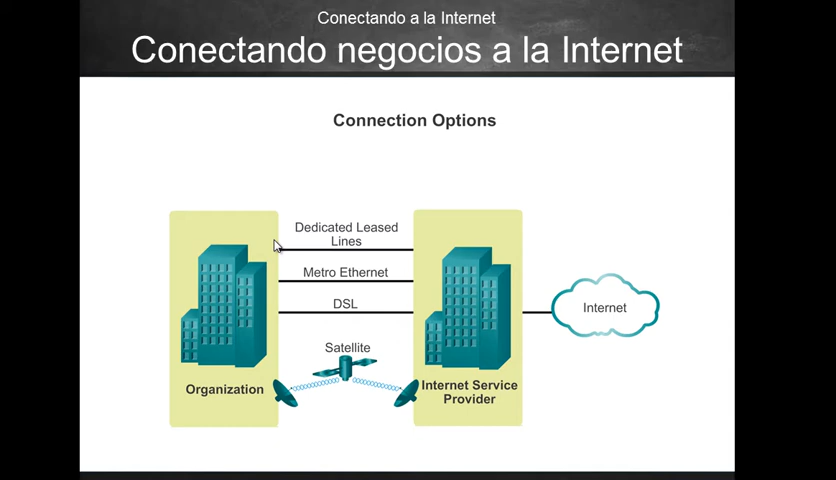 Conectando a la Internet
Conectando negocios a la Internet
Connection Options
Dedicated Leased
Lines
Metro Ethernet
DSL
Satellite
Organization
Internet Service
Provider
Internet